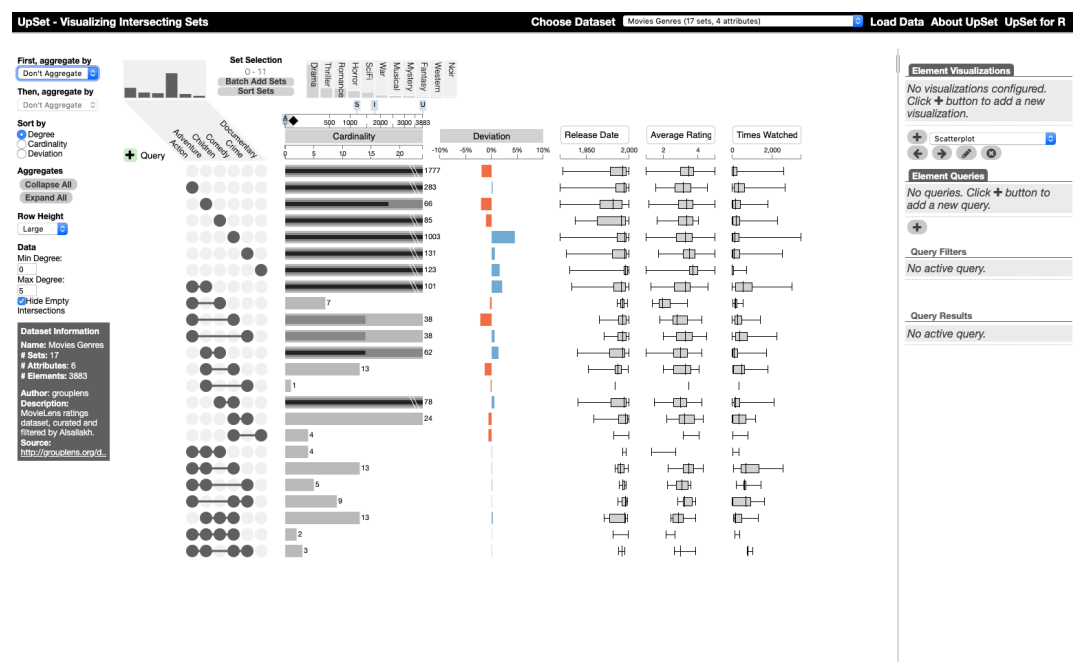 UpSet - Visualizing Intersecting Sets
Choose Dataset Movies Genres (17 sets, 4 attributes) Load Data About UpSet UpSet for R
First, aggregate by
Don't Aggregate
Then, aggregate by
Don't Aggregate
Sort by
Degree
Cardinality
Deviation
Aggregates
Collapse All
Expand All
Row Height
Large
Data
Min Degree:
0
Max Degree:
5
Hide Empty
Intersections
Dataset Information
Name: Movies Genres
# Sets: 17
# Attributes: 6
# Elements: 3883
Author: grouplens
Description:
MovieLens ratings
dataset, curated and
filtered by Alsallakh.
Source:
http://grouplens.org/d..
Set Selection
0 - 11
Batch Add Sets
Sort Sets
Drama
Thriller
Romance
Horror
SciFi
War
Musical
Mystery
Fantasy
Western
Noir
Query
Action
Adventure
Children
Comedy
Crime
Documentary
S I U
A
500 1000 2000 3000 3883
Cardinality
0 5 10 15 20
Deviation
-10% -5% 0% 5% 10%
Release Date
1,950 2,000
Average Rating
2 4
Times Watched
0 2,000
1777
283
66
85
1003
131
123
101
7
38
38
62
13
1
78
24
4
4
13
5
9
13
2
3
Element Visualizations
No visualizations configured.
Click + button to add a new
visualization.
Scatterplot
Element Queries
No queries. Click + button to
add a new query.
Query Filters
No active query.
Query Results
No active query.